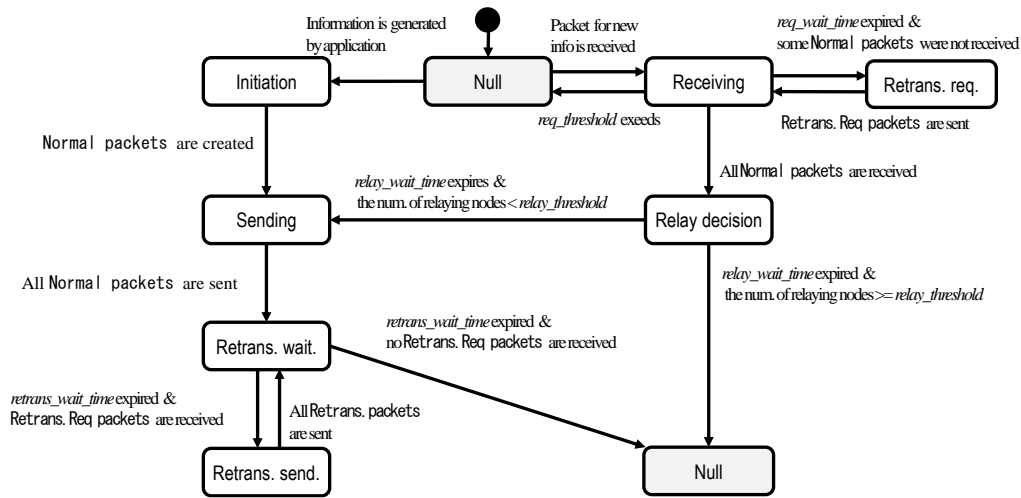 Information is generated
by application
Packet for new
info is received
req_wait_time expired &
some Normal packets were not received
Initiation
Null
Receiving
Retrans. req.
req_threshold exeeds
Retrans. Req packets are sent
Normal packets are created
All Normal packets are received
relay_wait_time expires &
the num. of relaying nodes < relay_threshold
Sending
Relay decision
All Normal packets are sent
relay_wait_time expired &
the num. of relaying nodes >= relay_threshold
retrans_wait_time expired &
no Retrans. Req packets are received
Retrans. wait.
retrans_wait_time expired &
Retrans. Req packets are received
All Retrans. packets
are sent
Retrans. send.
Null